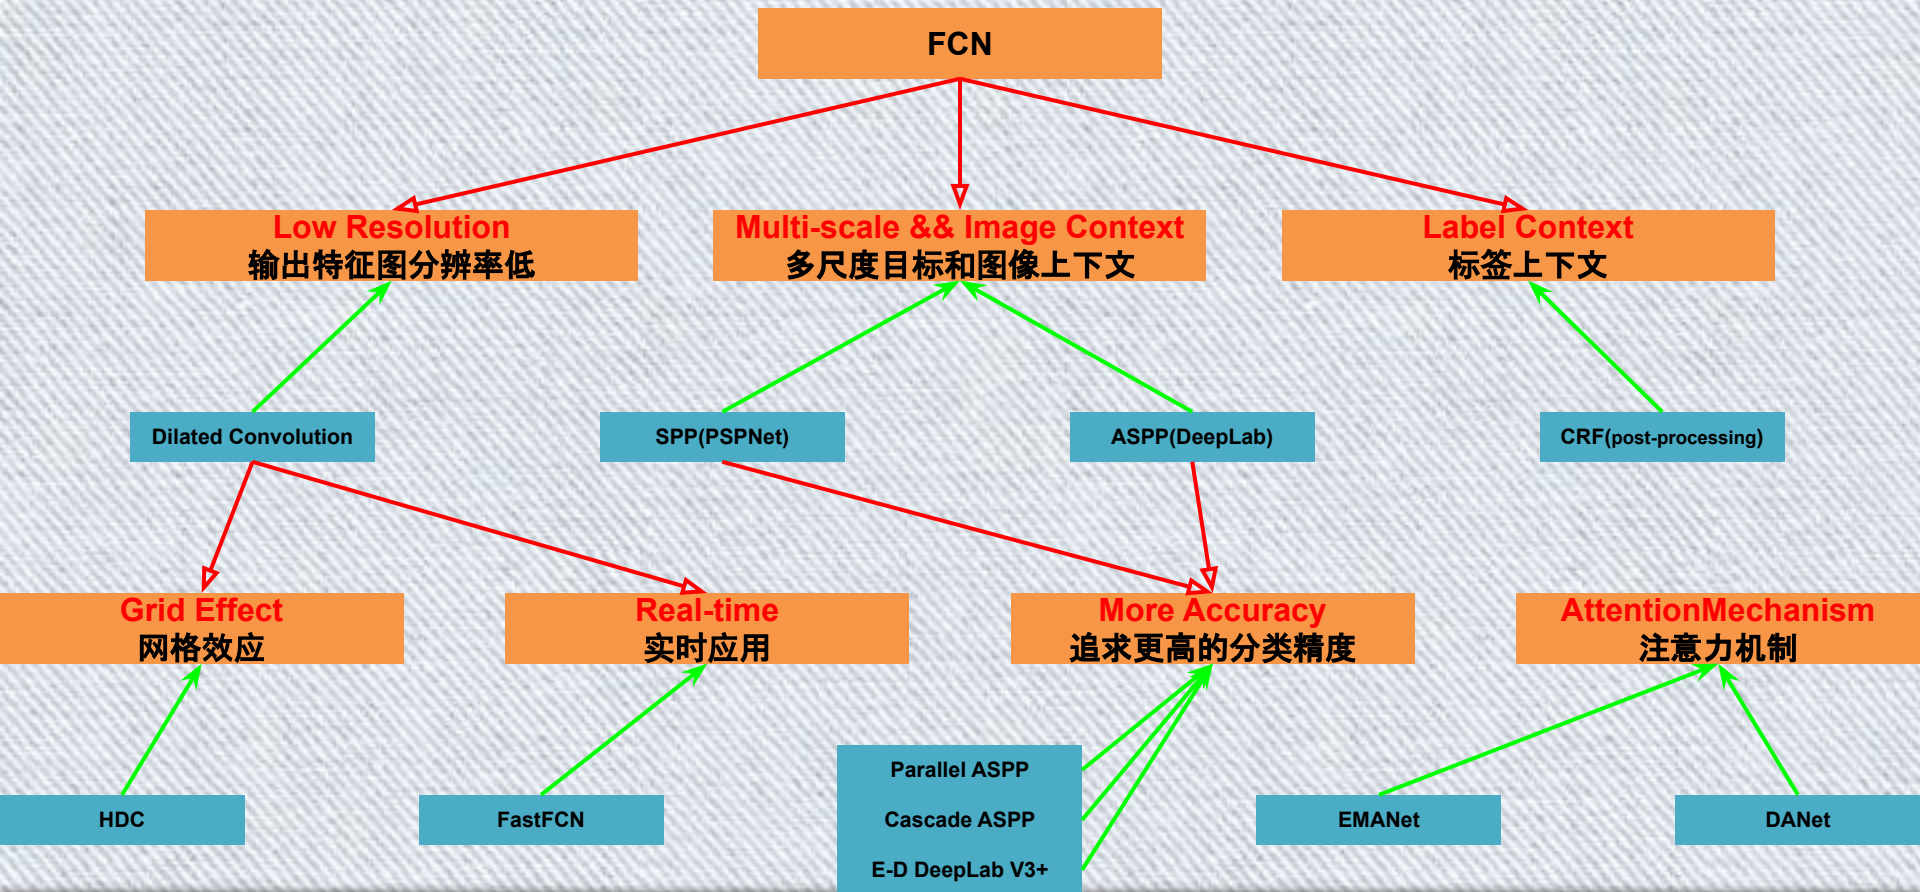 FCN
Low Resolution
输出特征图分辨率低
Multi-scale && Image Context
多尺度目标和图像上下文
Label Context
标签上下文
Dilated Convolution
SPP(PSPNet)
ASPP(DeepLab)
CRF(post-processing)
Grid Effect
网格效应
Real-time
实时应用
More Accuracy
追求更高的分类精度
AttentionMechanism
注意力机制
HDC
FastFCN
Parallel ASPP
Cascade ASPP
E-D DeepLab V3+
EMANet
DANet